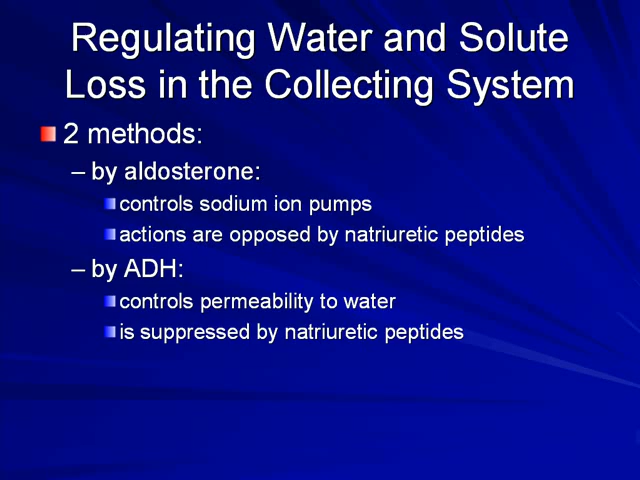 Regulating Water and Solute
Loss in the Collecting System
2 methods:
– by aldosterone:
controls sodium ion pumps
actions are opposed by natriuretic peptides
– by ADH:
controls permeability to water
is suppressed by natriuretic peptides